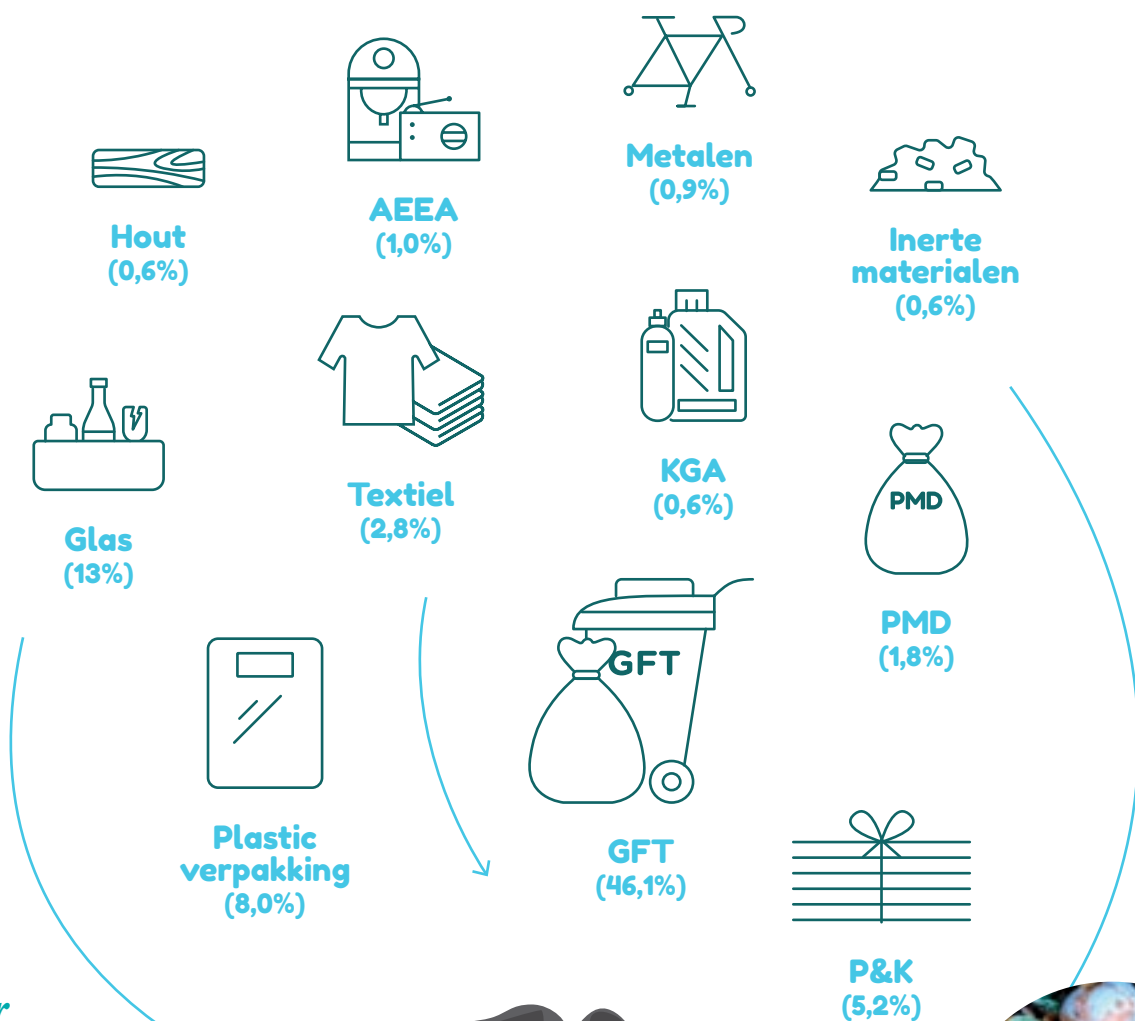 Metalen
(0,9%)
AEEA
(1,0%)
Hout
(0,6%)
Inerte
materialen
(0,6%)
KGA
(0,6%)
Textiel
(2,8%)
PMD
Glas
(13%)
PMD
(1,8%)
GFT
Plastic
verpakking
(8,0%)
GFT
(46,1%)
P&K
(5,2%)